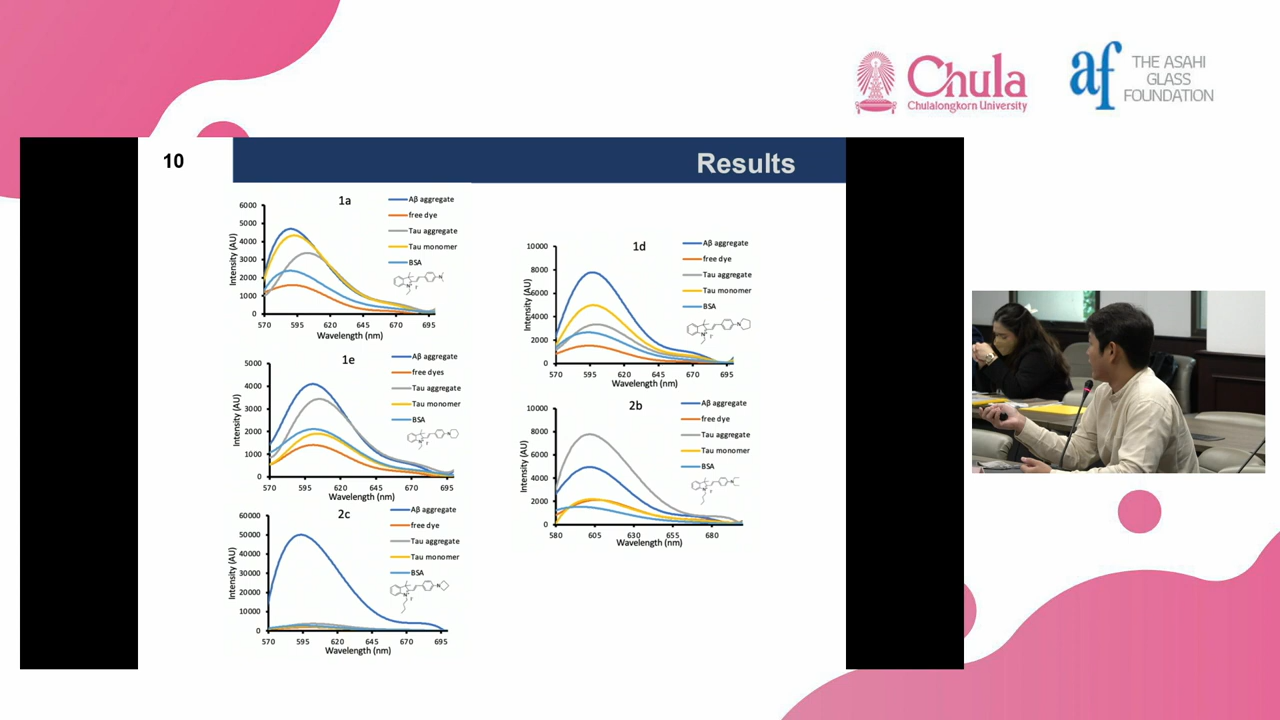 Chula
Chulalongkorn University
af
THE ASAHI
GLASS
FOUNDATION
10
Results
1a
Intensity (AU)
6000
5000
4000
3000
2000
1000
0
570
595
620
645
670
695
Wavelength (nm)
Aβ aggregate
free dye
Tau aggregate
Tau monomer
BSA
1d
Intensity (AU)
10000
8000
6000
4000
2000
0
570
595
620
645
670
695
Wavelength (nm)
Aβ aggregate
free dye
Tau aggregate
Tau monomer
BSA
1e
Intensity (AU)
5000
4000
3000
2000
1000
0
570
595
620
645
670
695
Wavelength (nm)
Aβ aggregate
free dyes
Tau aggregate
Tau monomer
BSA
2b
Intensity (AU)
10000
8000
6000
4000
2000
0
580
605
630
655
680
Wavelength (nm)
Aβ aggregate
free dye
Tau aggregate
Tau monomer
BSA
2c
Intensity (AU)
60000
50000
40000
30000
20000
10000
0
570
595
620
645
670
695
Wavelength (nm)
Aβ aggregate
free dye
Tau aggregate
Tau monomer
BSA